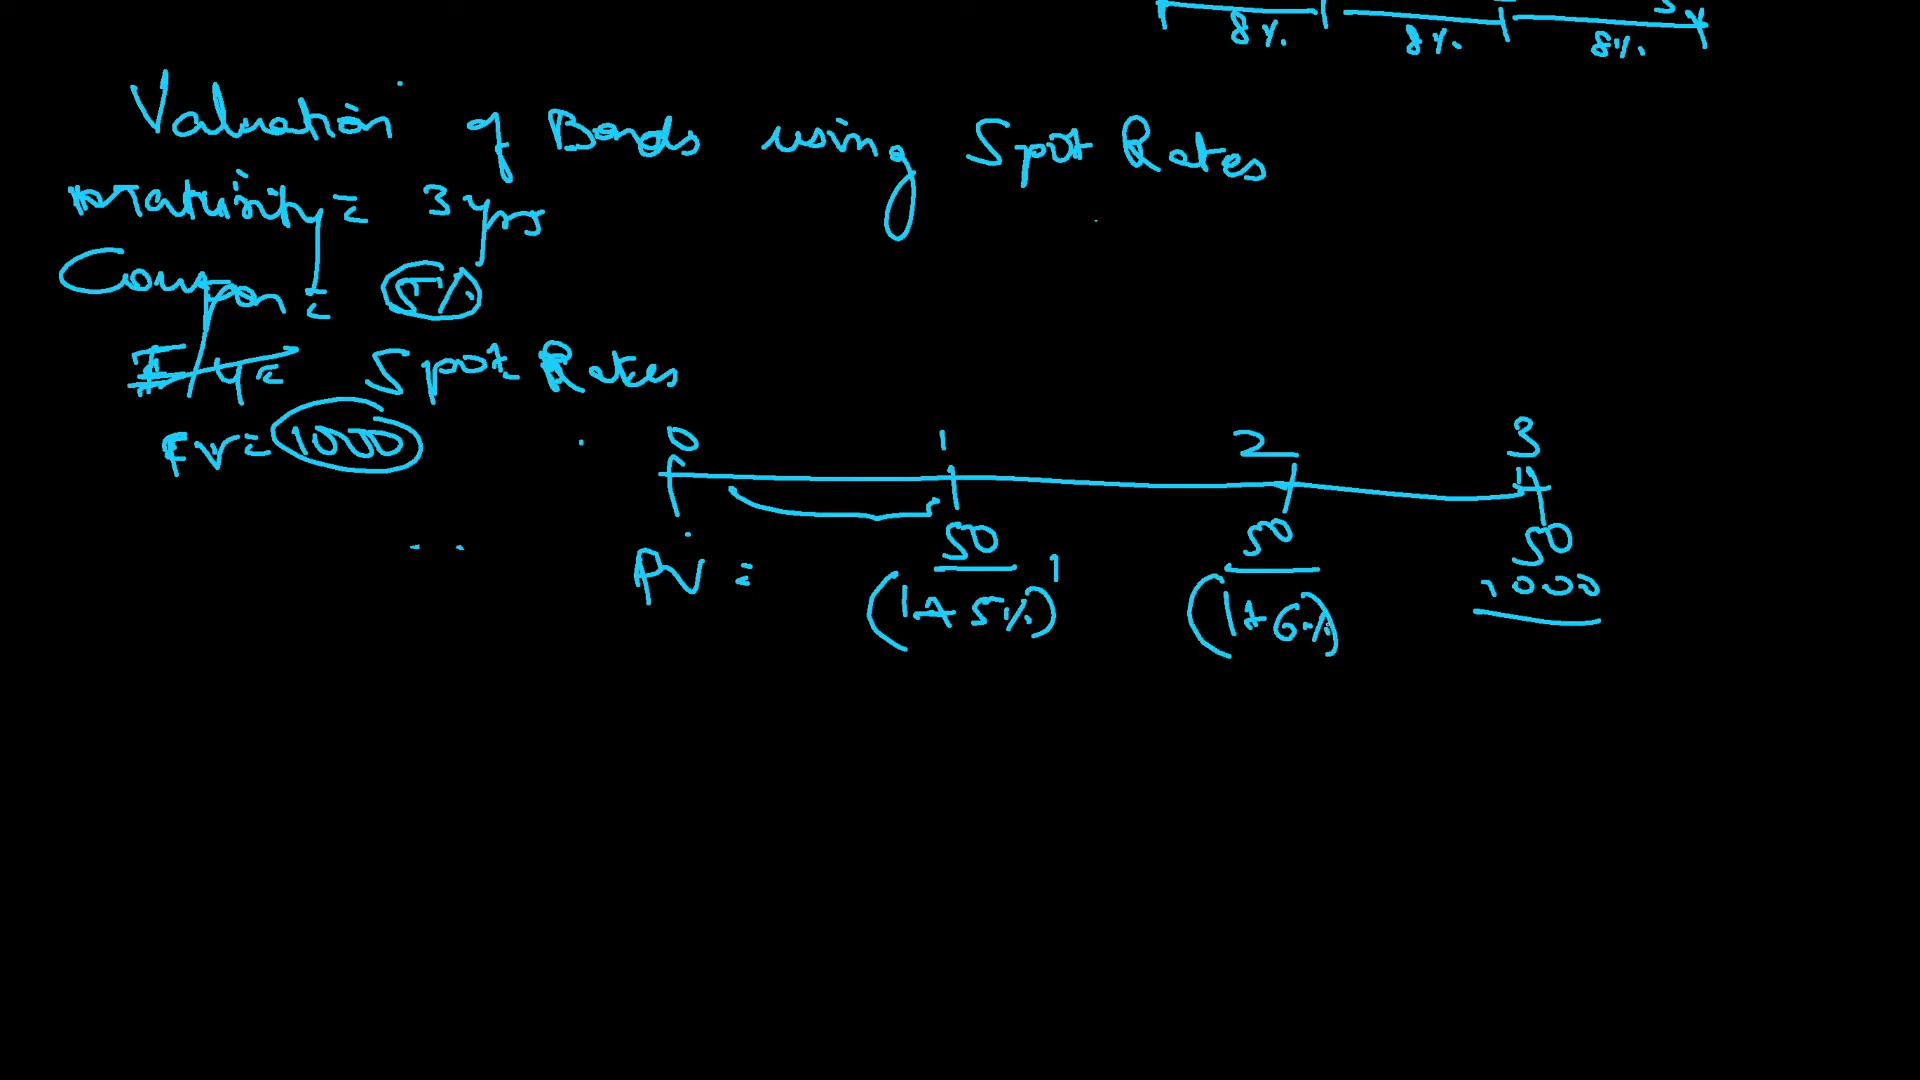 8%. 8%. 8%.
Valuation of Bonds using Spot Rates
Maturity = 3 yrs
Coupon = 5%.
I/Y = Spot Rates
FV = 1000
0 1 2 3
50 50 50
PV = (1+5%)^1 (1+6%) 1000